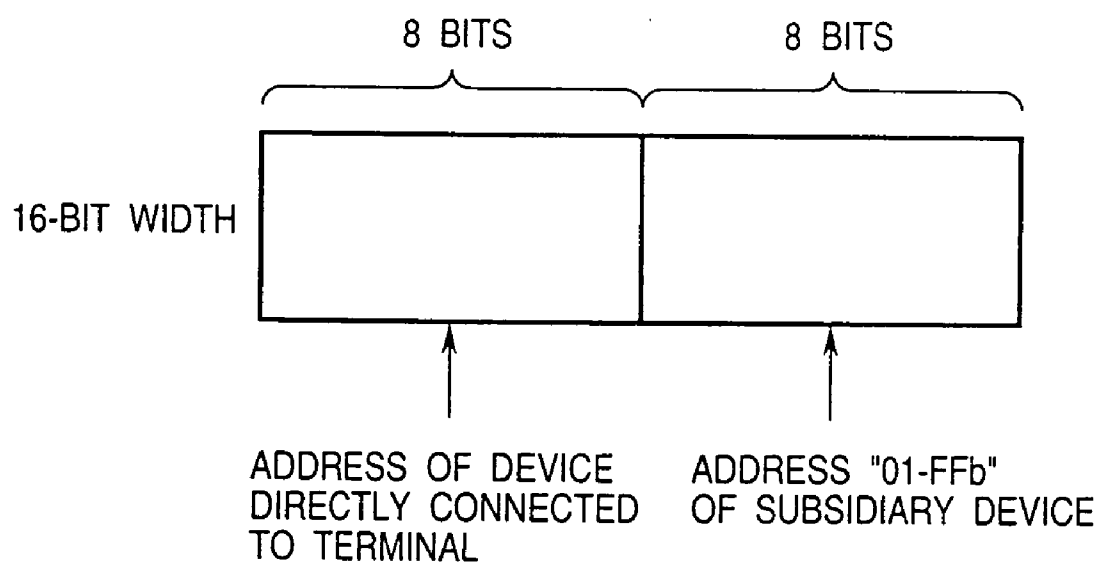 8 BITS
8 BITS
16-BIT WIDTH
ADDRESS OF DEVICE
DIRECTLY CONNECTED
TO TERMINAL
ADDRESS "01-FFb"
OF SUBSIDIARY DEVICE